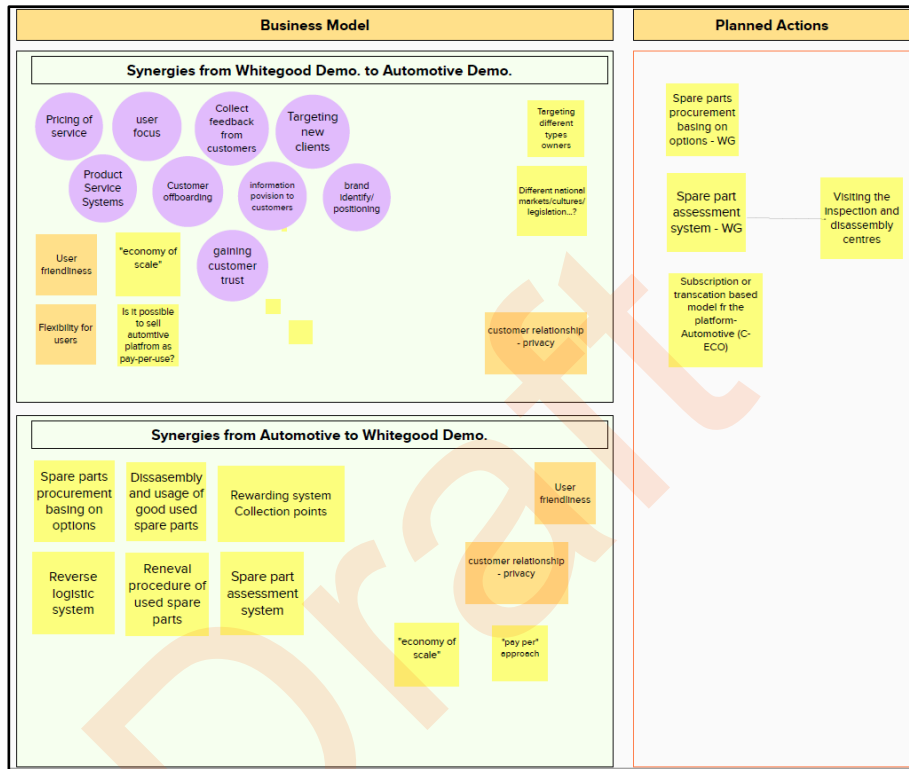 Business Model
Planned Actions
Synergies from Whitegood Demo. to Automotive Demo.
Pricing of
service
user
focus
Collect
feedback
from
customers
Targeting
new
clients
Product
Service
Systems
Customer
offboarding
information
povision to
customers
brand
identify/
positioning
gaining
customer
trust
Targeting
different
types
owners
Different national
markets/cultures/
legislation...?
User
friendliness
"economy of
scale"
Flexibility for
users
Is it possible
to sell
automtive
platfrom as
pay-per-use?
customer relationship
- privacy
Spare parts
procurement
basing on
options - WG
Spare part
assessment
system - WG
Visiting the
inspection and
disassembly
centres
Subscription or
transcation based
model fr the
platform-
Automotive (C-
ECO)
Synergies from Automotive to Whitegood Demo.
Spare parts
procurement
basing on
options
Dissasembly
and usage of
good used
spare parts
Rewarding system
Collection points
User
friendliness
Reverse
logistic
system
Reneval
procedure of
used spare
parts
Spare part
assessment
system
customer relationship
- privacy
"economy of
scale"
"pay per"
approach
Draft